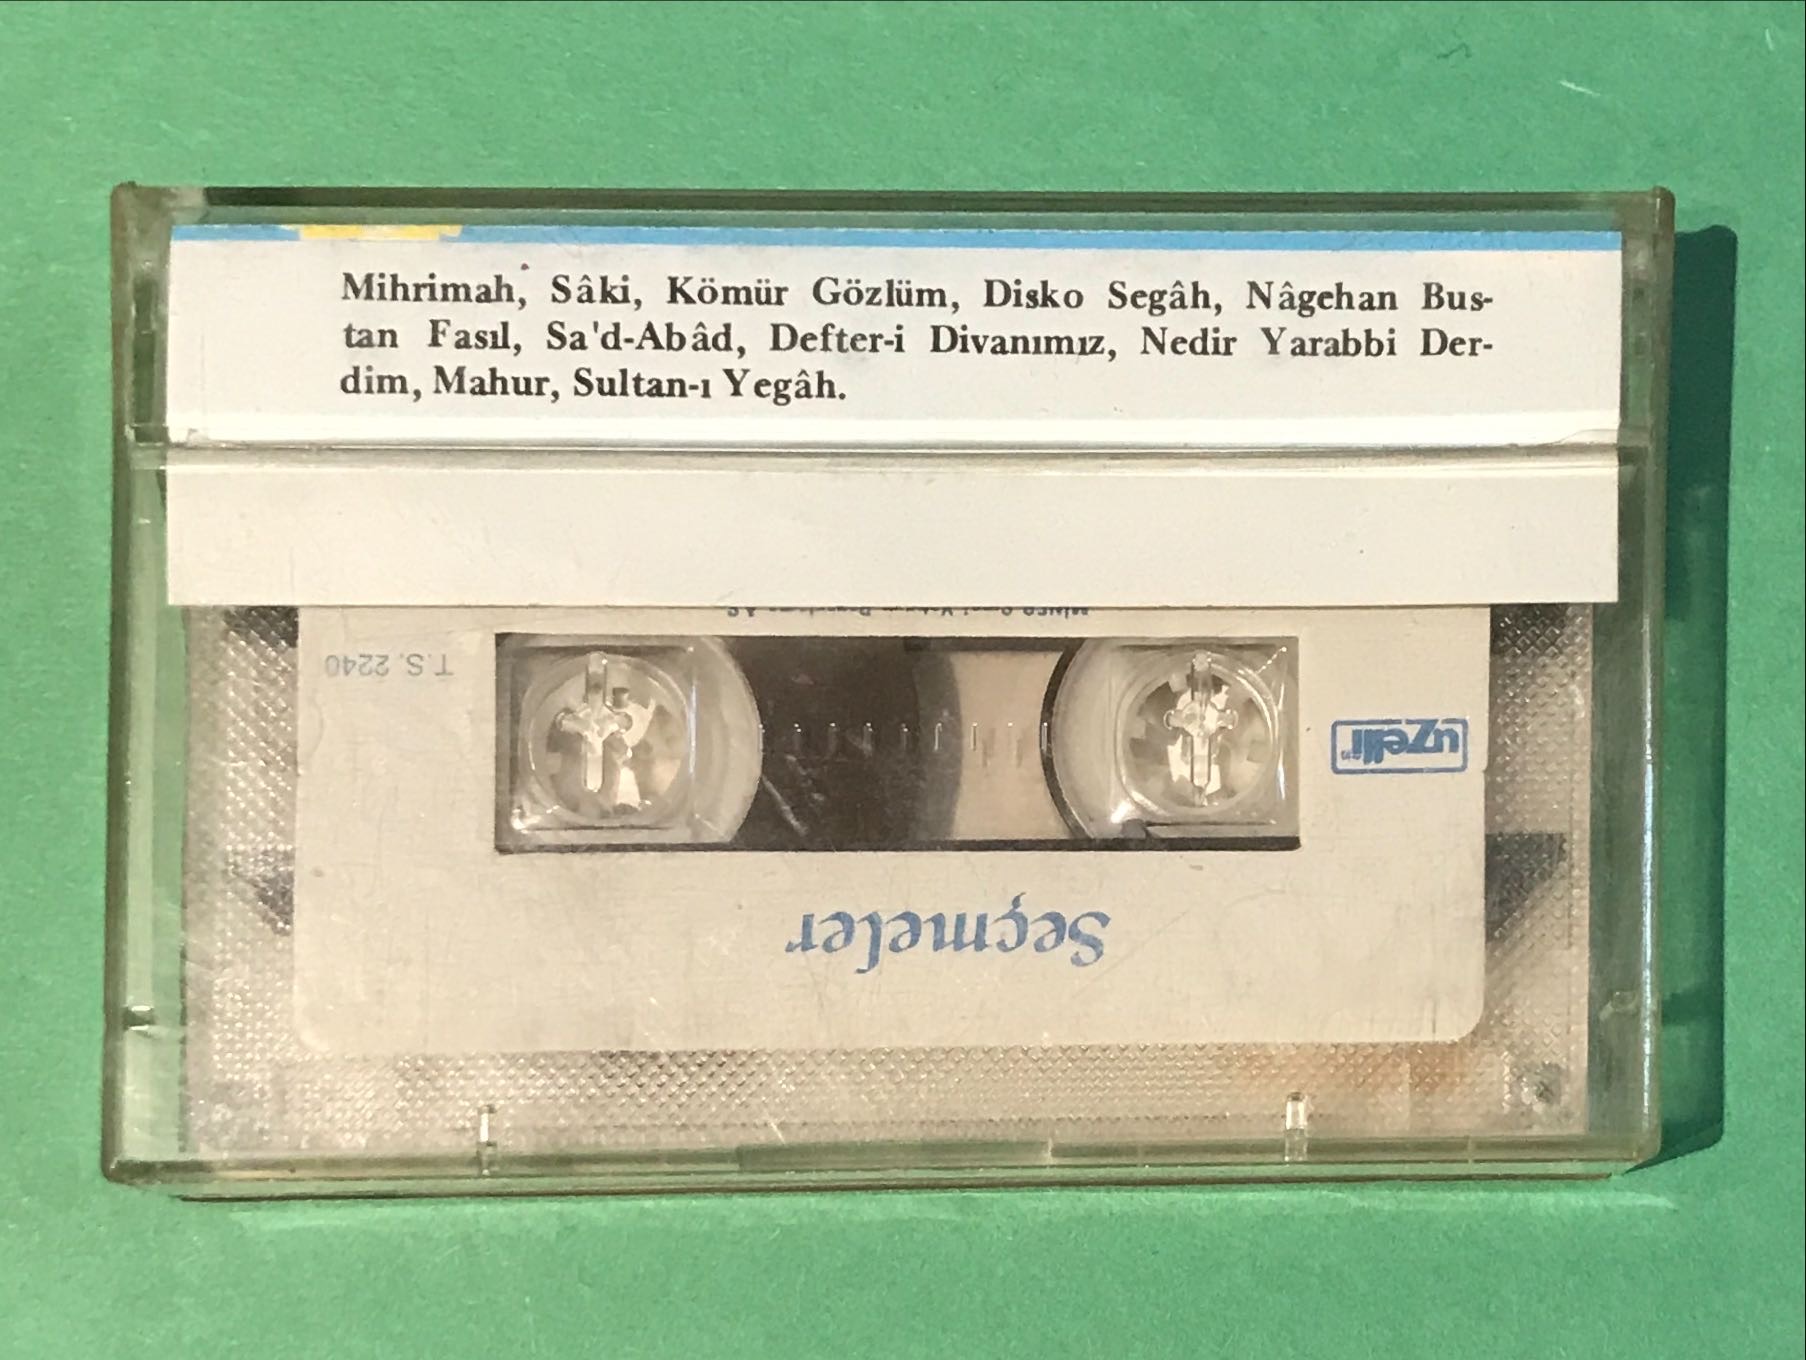 Mihrimah, Sâki, Kömür Gözlüm, Disko Segâh, Nâgehan Bus-
tan Fasıl, Sa'd-Abâd, Defter-i Divanımız, Nedir Yarabbi Der-
dim, Mahur, Sultan-ı Yegâh.
T.S. 2240
uzelli
Seçmeler